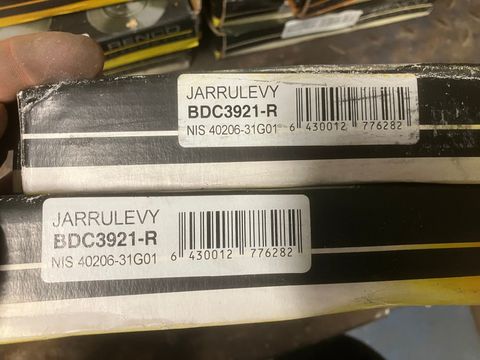 JARRULEVY
BDC3921-R
NIS 40206-31G01
6 430012 776282
JARRULEVY
BDC3921-R
NIS 40206-31G01
6 430012 776282